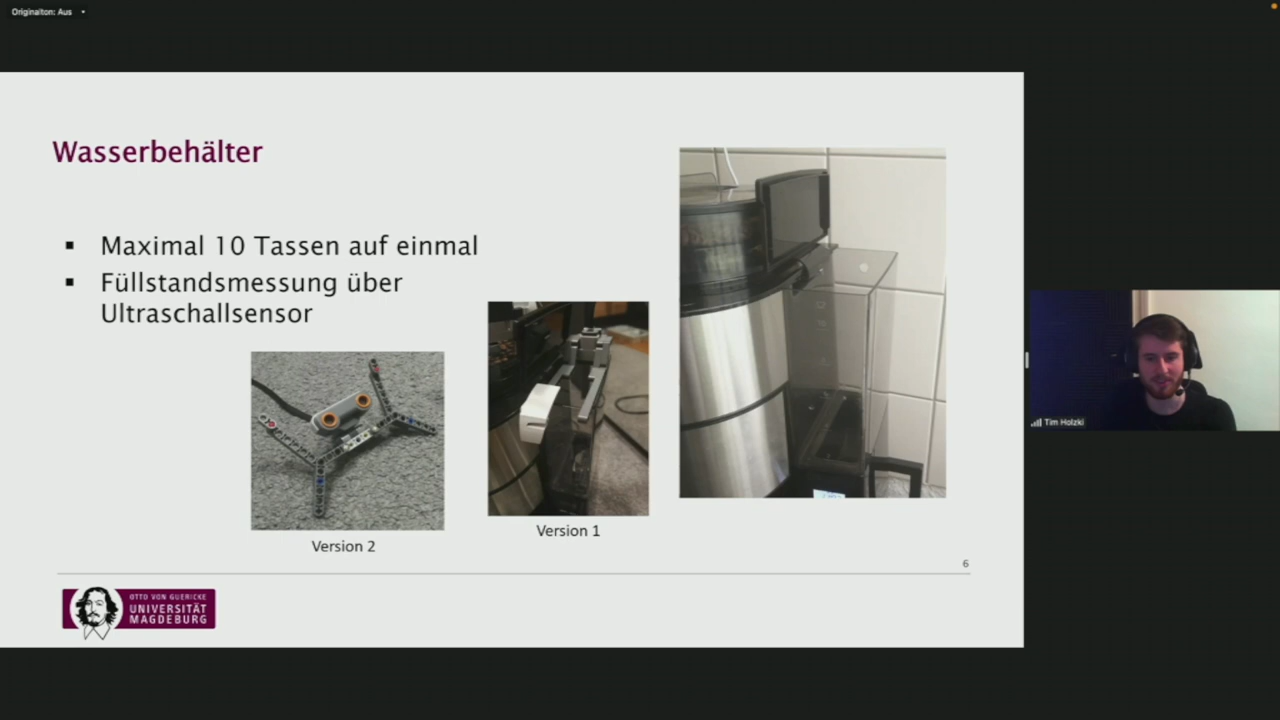 Originalton: Aus
Wasserbehälter
▪ Maximal 10 Tassen auf einmal
▪ Füllstandsmessung über
Ultraschallsensor
Version 2
Version 1
6
OTTO VON GUERICKE
UNIVERSITÄT
MAGDEBURG
Tim Holzki